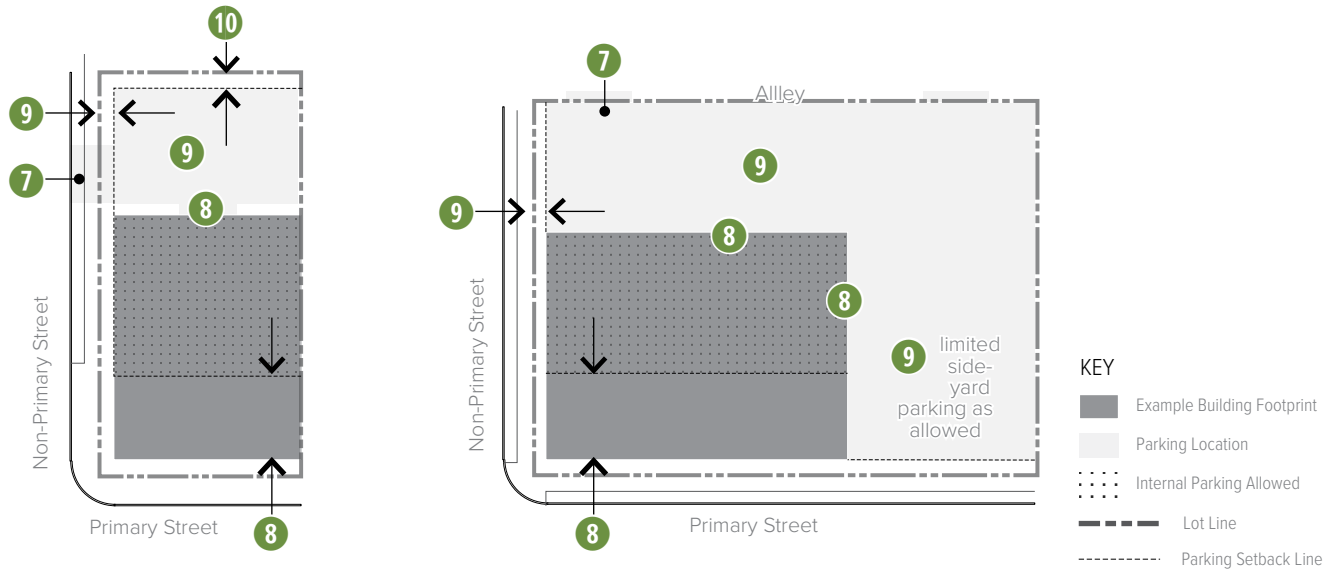 10
9
7
9
8
Non-Primary Street
Primary Street
8
7
Allley
9
9
8
8
Non-Primary Street
9
limited
side-
yard
parking as
allowed
8
Primary Street
KEY
Example Building Footprint
Parking Location
Internal Parking Allowed
Lot Line
Parking Setback Line